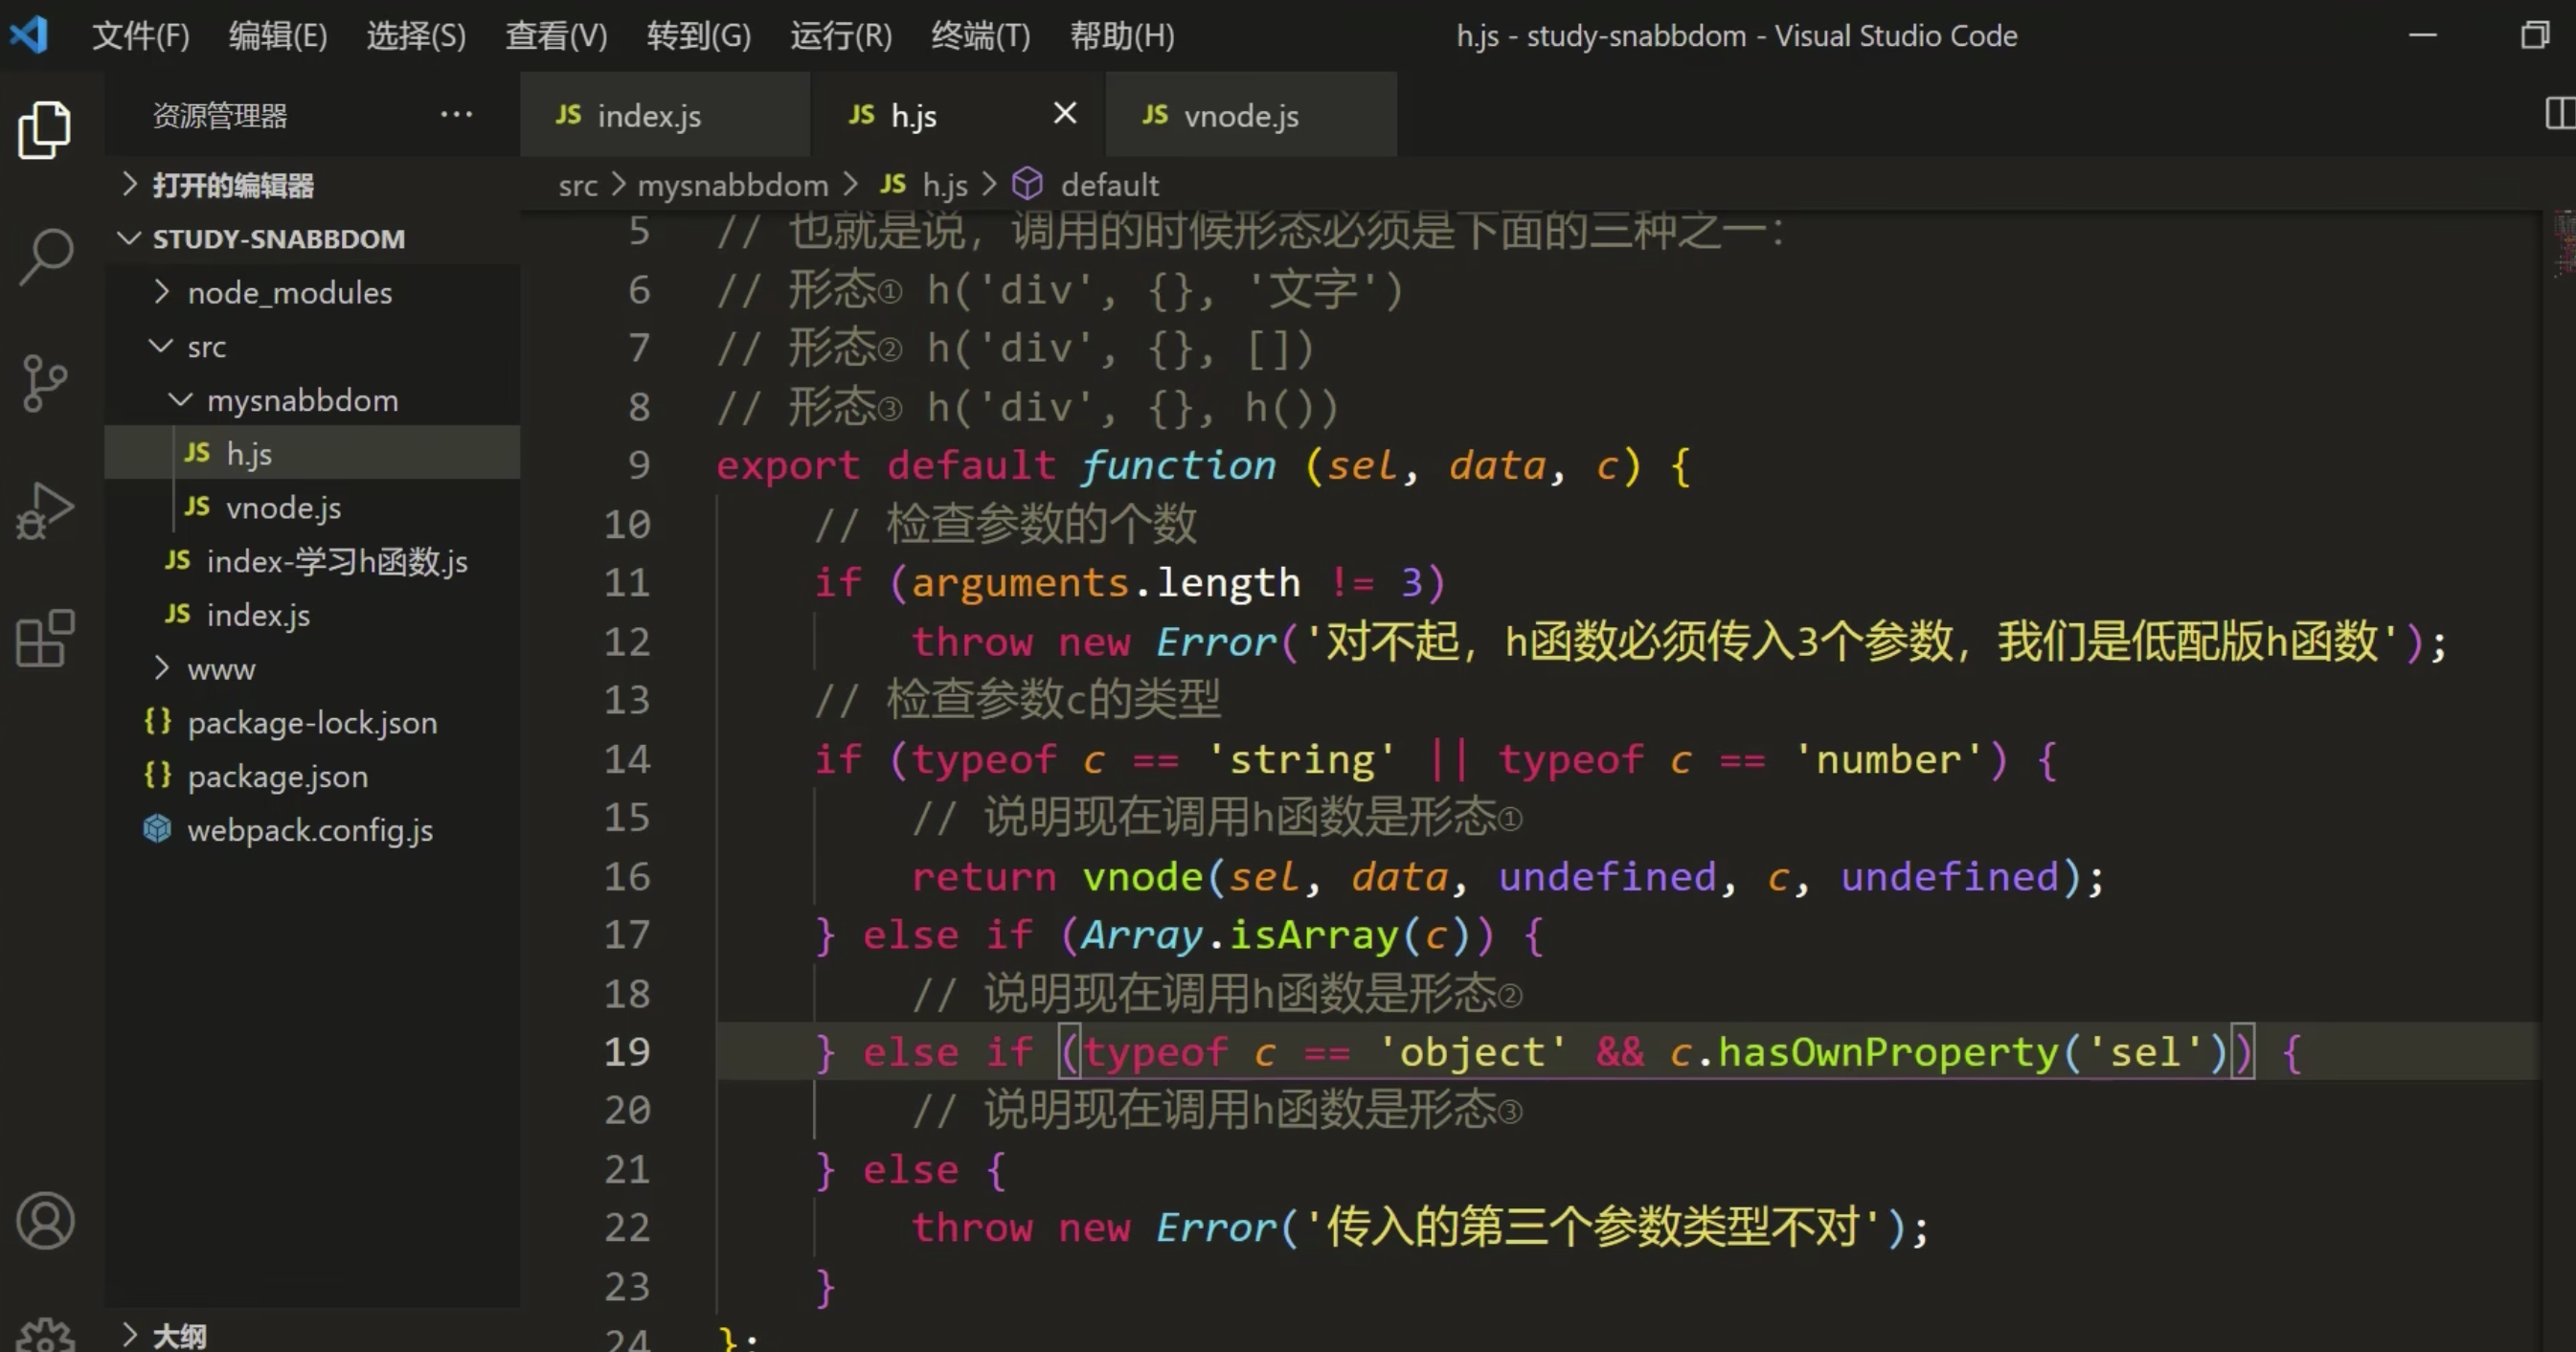 文件(F) 编辑(E) 选择(S) 查看(V) 转到(G) 运行(R) 终端(T) 帮助(H) h.js - study-snabbdom - Visual Studio Code
资源管理器 ···
JS index.js JS h.js JS vnode.js
打开的编辑器
src > mysnabbdom > JS h.js > default
STUDY-SNABBDOM
node_modules
src
mysnabbdom
JS h.js
JS vnode.js
JS index-学习h函数.js
JS index.js
www
{} package-lock.json
{} package.json
webpack.config.js
大纲
5 // 也就是说，调用的时候形态必须是下面的三种之一：
6 // 形态① h('div', {}, '文字')
7 // 形态② h('div', {}, [])
8 // 形态③ h('div', {}, h())
9 export default function (sel, data, c) {
10 // 检查参数的个数
11 if (arguments.length != 3)
12 throw new Error('对不起，h函数必须传入3个参数，我们是低配版h函数');
13 // 检查参数c的类型
14 if (typeof c == 'string' || typeof c == 'number') {
15 // 说明现在调用h函数是形态①
16 return vnode(sel, data, undefined, c, undefined);
17 } else if (Array.isArray(c)) {
18 // 说明现在调用h函数是形态②
19 } else if (typeof c == 'object' && c.hasOwnProperty('sel')) {
20 // 说明现在调用h函数是形态③
21 } else {
22 throw new Error('传入的第三个参数类型不对');
23 }
24 };